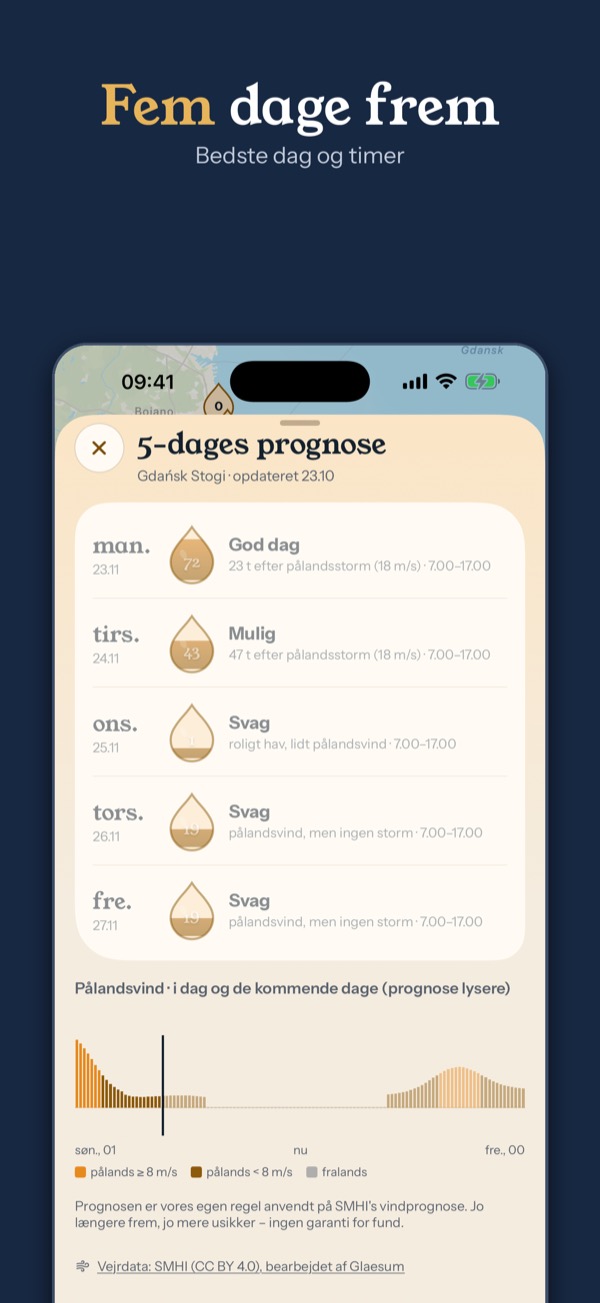 Fem dage frem
Bedste dag og timer
Gdansk
09:41
Bojano
0
5-dages prognose
Gdańsk Stogi · opdateret 23.10
man.
23.11
72
God dag
23 t efter pålandsstorm (18 m/s) · 7.00–17.00
tirs.
24.11
43
Mulig
47 t efter pålandsstorm (18 m/s) · 7.00–17.00
ons.
25.11
Svag
roligt hav, lidt pålandsvind · 7.00–17.00
tors.
26.11
19
Svag
pålandsvind, men ingen storm · 7.00–17.00
fre.
27.11
19
Svag
pålandsvind, men ingen storm · 7.00–17.00
Pålandsvind · i dag og de kommende dage (prognose lysere)
søn., 01
nu
fre., 00
pålands ≥ 8 m/s
pålands < 8 m/s
fralands
Prognosen er vores egen regel anvendt på SMHI's vindprognose. Jo
længere frem, jo mere usikker – ingen garanti for fund.
Vejrdata: SMHI (CC BY 4.0), bearbejdet af Glaesum